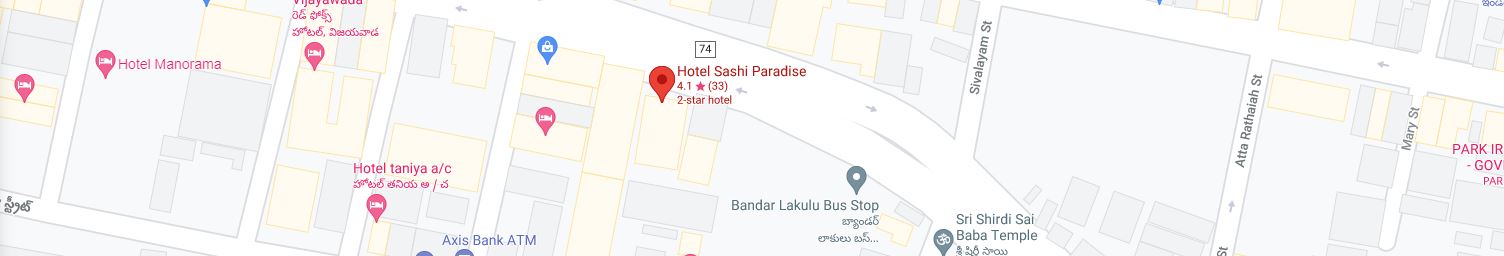 Vijayawada
రెడ్ ఫోక్స్
హోటల్, విజయవాడ
Hotel Manorama
74
Hotel Sashi Paradise
4.1 ★ (33)
2-star hotel
Sivalayam St
Atta Rathaiah St
Mary St
PARK IR
- GOV
PAR
Hotel taniya a/c
హోటల్ తనియ అ / చ
స్ట్రీట్
Bandar Lakulu Bus Stop
బ్యాండర్
లాకులు బస్...
Axis Bank ATM
Sri Shirdi Sai
Baba Temple
శ్రీ షిర్డీ సాయి
St